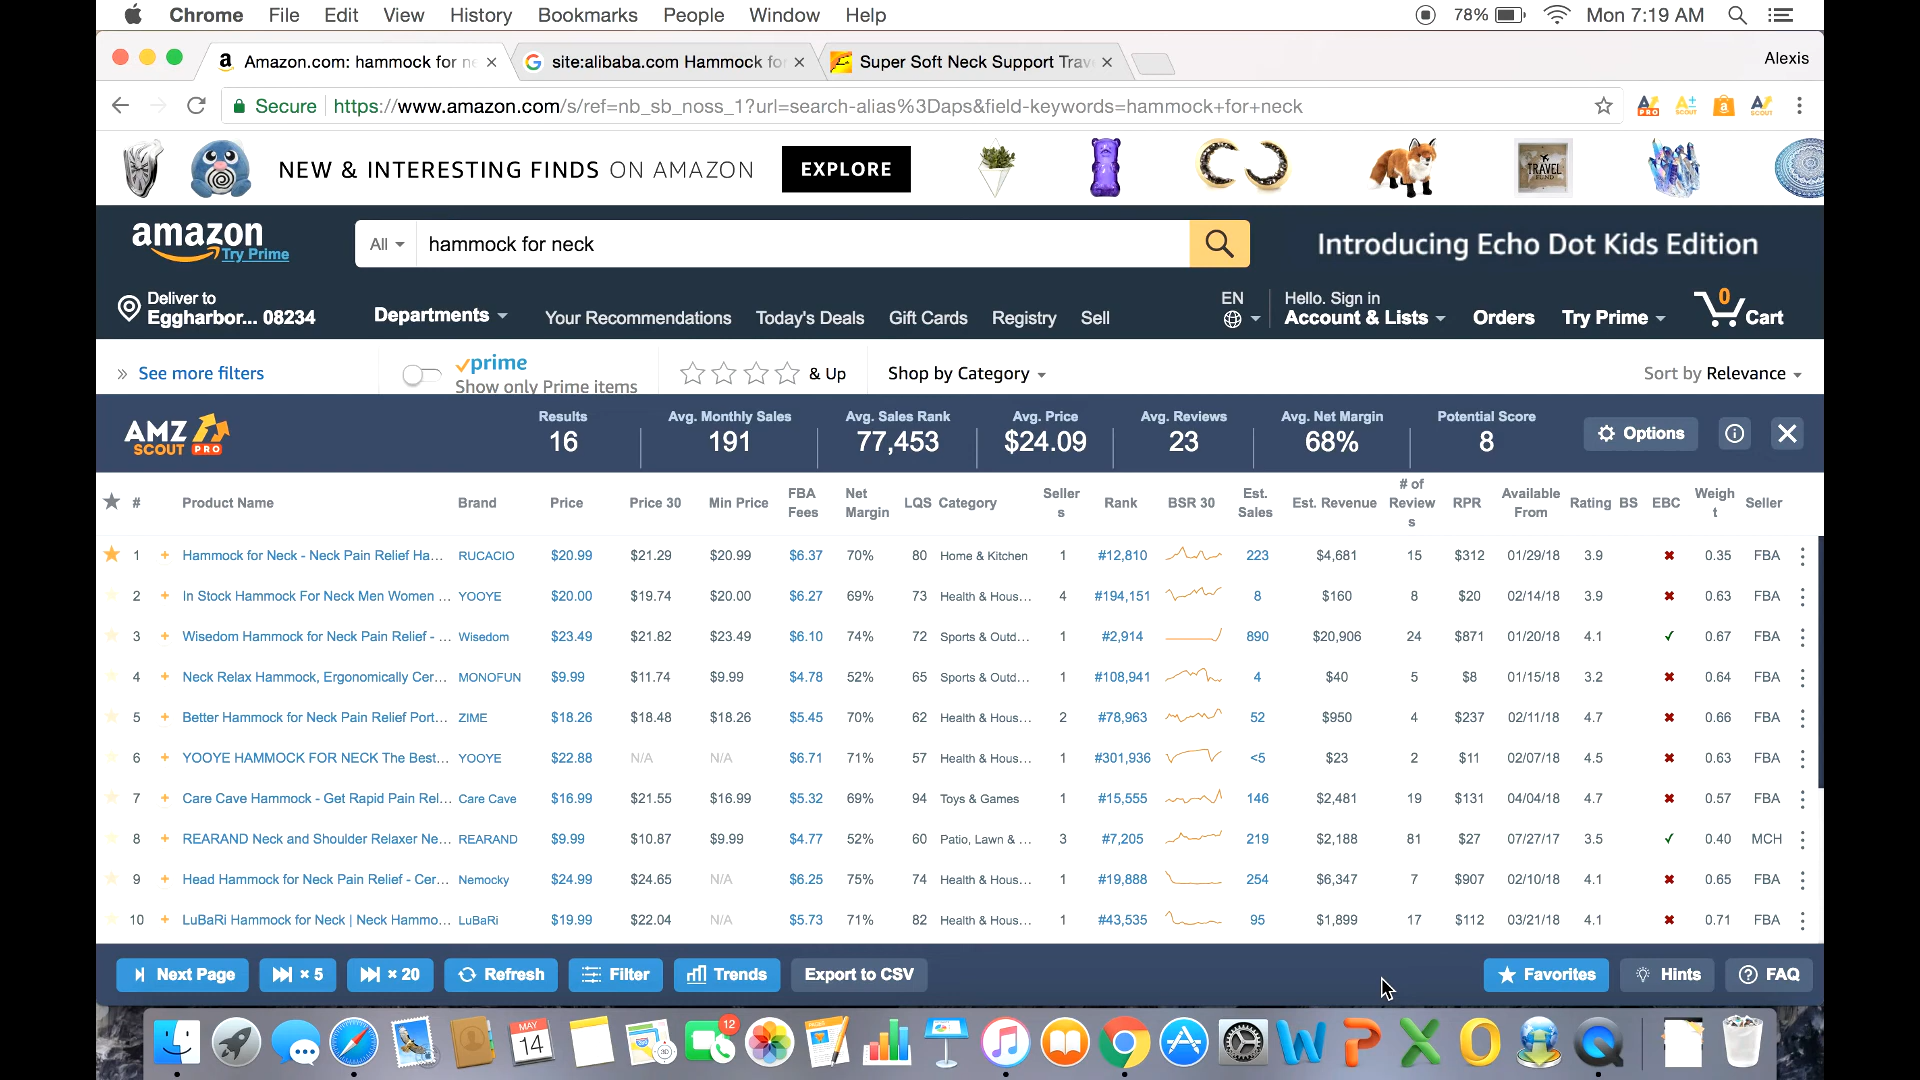 Chrome File Edit View History Bookmarks People Window Help 78% Mon 7:19 AM
Amazon.com: hammock for ne site:alibaba.com Hammock for Super Soft Neck Support Trav Alexis
Secure https://www.amazon.com/s/ref=nb_sb_noss_1?url=search-alias%3Daps&field-keywords=hammock+for+neck
NEW & INTERESTING FINDS ON AMAZON EXPLORE
TRAVEL FUND
amazon
Try Prime
All hammock for neck
Introducing Echo Dot Kids Edition
Deliver to
Eggharbor... 08234
Departments Your Recommendations Today's Deals Gift Cards Registry Sell
EN
Hello. Sign in
Account & Lists Orders Try Prime 0 Cart
See more filters
prime
Show only Prime items
& Up Shop by Category Sort by Relevance
AMZ SCOUT PRO
Results Avg. Monthly Sales Avg. Sales Rank Avg. Price Avg. Reviews Avg. Net Margin Potential Score
16 191 77,453 $24.09 23 68% 8
Options
# Product Name Brand Price Price 30 Min Price FBA Fees Net Margin LQS Category Sellers Rank BSR 30 Est. Sales Est. Revenue # of Reviews RPR Available From Rating BS EBC Weight Seller
1 + Hammock for Neck - Neck Pain Relief Ha... RUCACIO $20.99 $21.29 $20.99 $6.37 70% 80 Home & Kitchen 1 #12,810 223 $4,681 15 $312 01/29/18 3.9 ✖ 0.35 FBA
2 + In Stock Hammock For Neck Men Women ... YOOYE $20.00 $19.74 $20.00 $6.27 69% 73 Health & Hous... 4 #194,151 8 $160 8 $20 02/14/18 3.9 ✖ 0.63 FBA
3 + Wisedom Hammock for Neck Pain Relief - ... Wisedom $23.49 $21.82 $23.49 $6.10 74% 72 Sports & Outd... 1 #2,914 890 $20,906 24 $871 01/20/18 4.1 ✓ 0.67 FBA
4 + Neck Relax Hammock, Ergonomically Cer... MONOFUN $9.99 $11.74 $9.99 $4.78 52% 65 Sports & Outd... 1 #108,941 4 $40 5 $8 01/15/18 3.2 ✖ 0.64 FBA
5 + Better Hammock for Neck Pain Relief Port... ZIME $18.26 $18.48 $18.26 $5.45 70% 62 Health & Hous... 2 #78,963 52 $950 4 $237 02/11/18 4.7 ✖ 0.66 FBA
6 + YOOYE HAMMOCK FOR NECK The Best... YOOYE $22.88 N/A N/A $6.71 71% 57 Health & Hous... 1 #301,936 <5 $23 2 $11 02/07/18 4.5 ✖ 0.63 FBA
7 + Care Cave Hammock - Get Rapid Pain Rel... Care Cave $16.99 $21.55 $16.99 $5.32 69% 94 Toys & Games 1 #15,555 146 $2,481 19 $131 04/04/18 4.7 ✖ 0.57 FBA
8 + REARAND Neck and Shoulder Relaxer Ne... REARAND $9.99 $10.87 $9.99 $4.77 52% 60 Patio, Lawn & ... 3 #7,205 219 $2,188 81 $27 07/27/17 3.5 ✓ 0.40 MCH
9 + Head Hammock for Neck Pain Relief - Cer... Nemocky $24.99 $24.65 N/A $6.25 75% 74 Health & Hous... 1 #19,888 254 $6,347 7 $907 02/10/18 4.1 ✖ 0.65 FBA
10 + LuBaRi Hammock for Neck | Neck Hammo... LuBaRi $19.99 $22.04 N/A $5.73 71% 82 Health & Hous... 1 #43,535 95 $1,899 17 $112 03/21/18 4.1 ✖ 0.71 FBA
Next Page × 5 × 20 Refresh Filter Trends Export to CSV Favorites Hints FAQ
MAY 14 3D 12